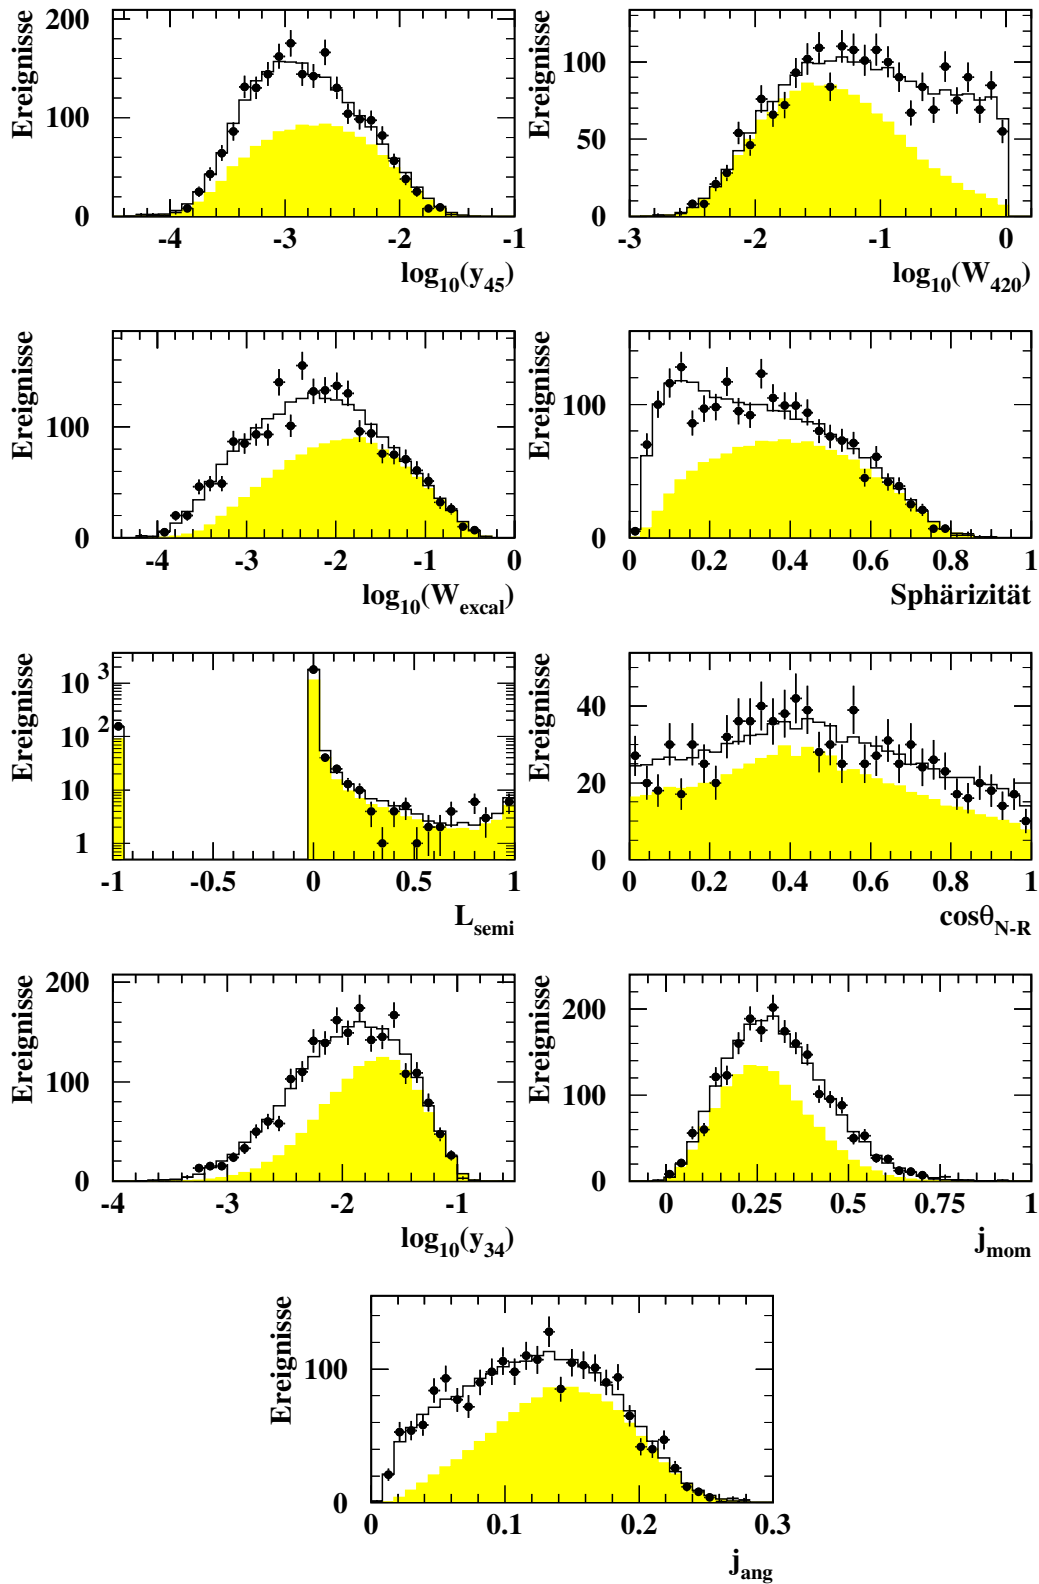 Ereignisse
200
100
0
-4 -3 -2 -1
log10(y45)
Ereignisse
100
50
0
-3 -2 -1 0
log10(W420)
Ereignisse
100
0
-4 -3 -2 -1 0
log10(Wexcal)
Ereignisse
100
0
0 0.2 0.4 0.6 0.8 1
Sphärizität
Ereignisse
10 3
10 2
10
1
-1 -0.5 0 0.5 1
Lsemi
Ereignisse
40
20
0
0 0.2 0.4 0.6 0.8 1
cosθN-R
Ereignisse
200
100
0
-4 -3 -2 -1
log10(y34)
Ereignisse
200
100
0
0 0.25 0.5 0.75 1
jmom
Ereignisse
100
0
0 0.1 0.2 0.3
jang